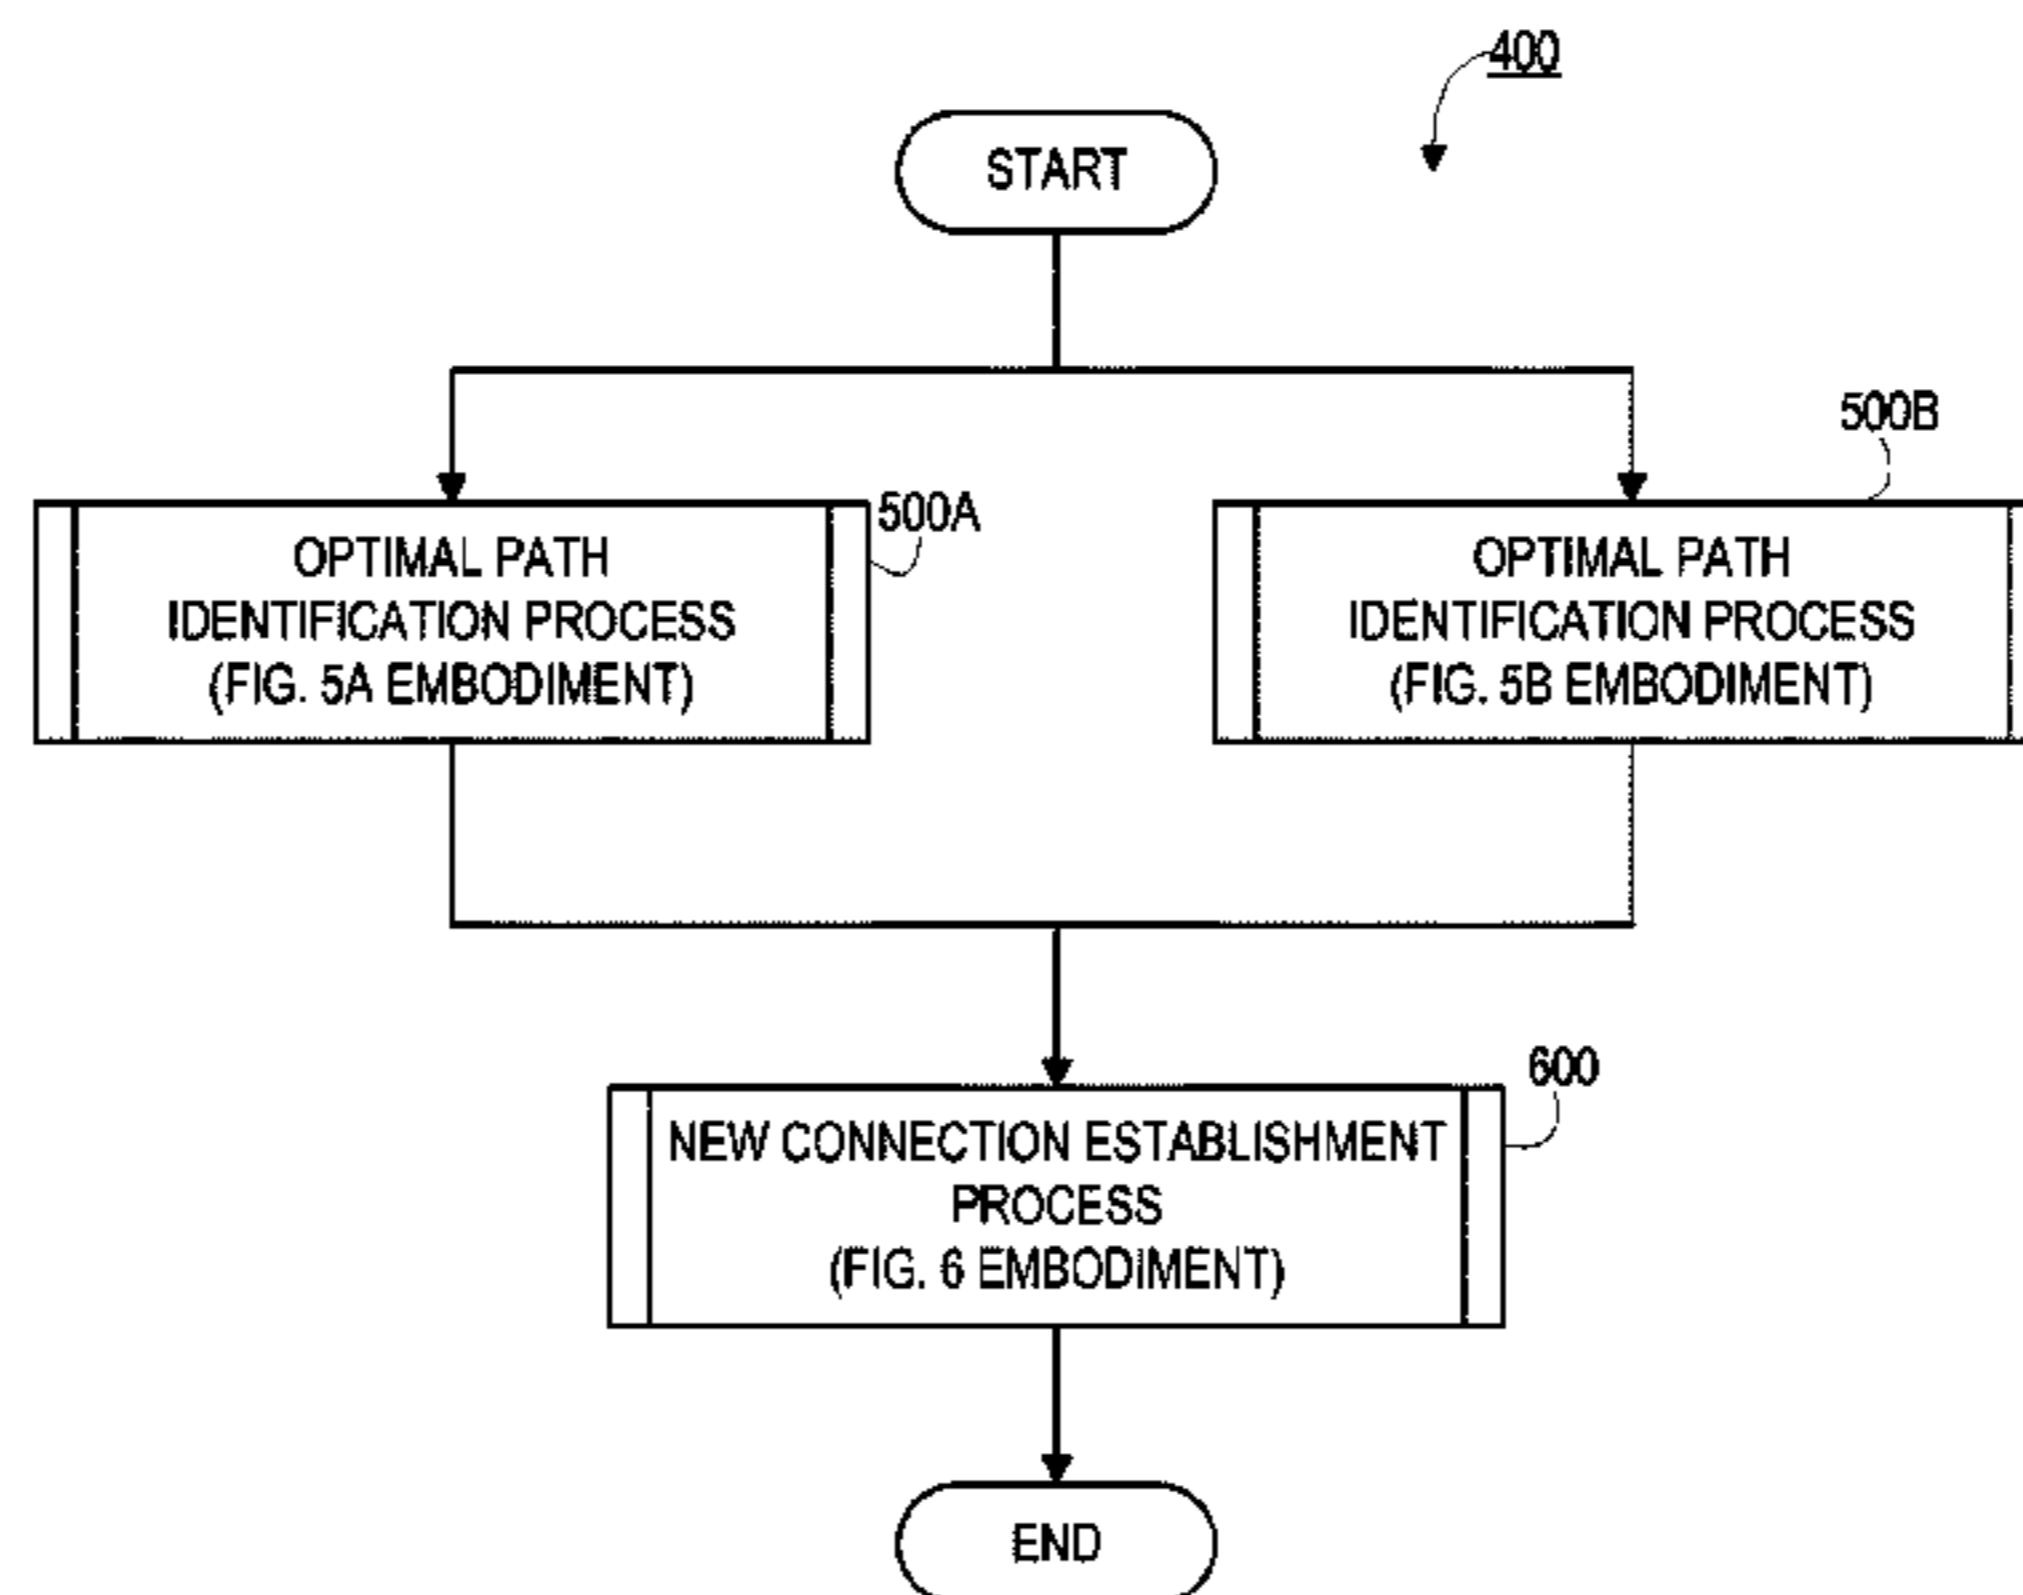 400
START
500B
500A
OPTIMAL PATH
IDENTIFICATION PROCESS
(FIG. 5A EMBODIMENT)
OPTIMAL PATH
IDENTIFICATION PROCESS
(FIG. 5B EMBODIMENT)
600
NEW CONNECTION ESTABLISHMENT
PROCESS
(FIG. 6 EMBODIMENT)
END